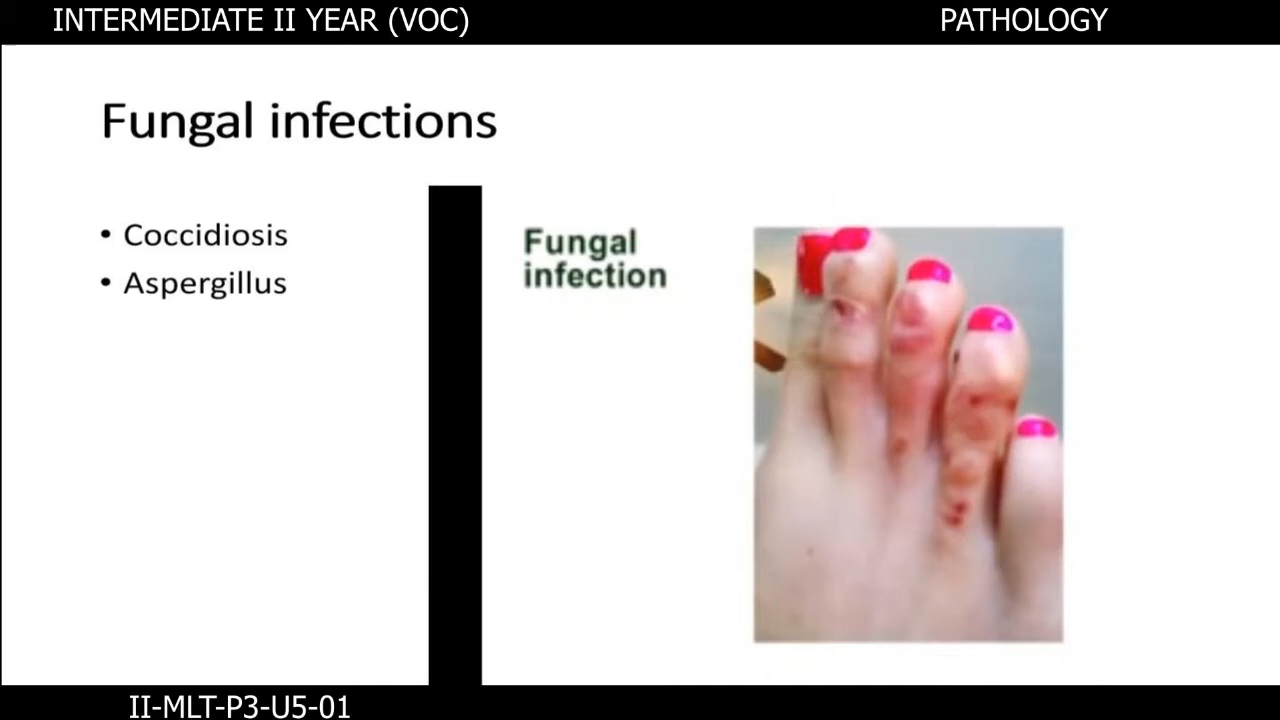 INTERMEDIATE II YEAR (VOC)
PATHOLOGY
Fungal infections
• Coccidiosis
• Aspergillus
Fungal
infection
II-MLT-P3-U5-01